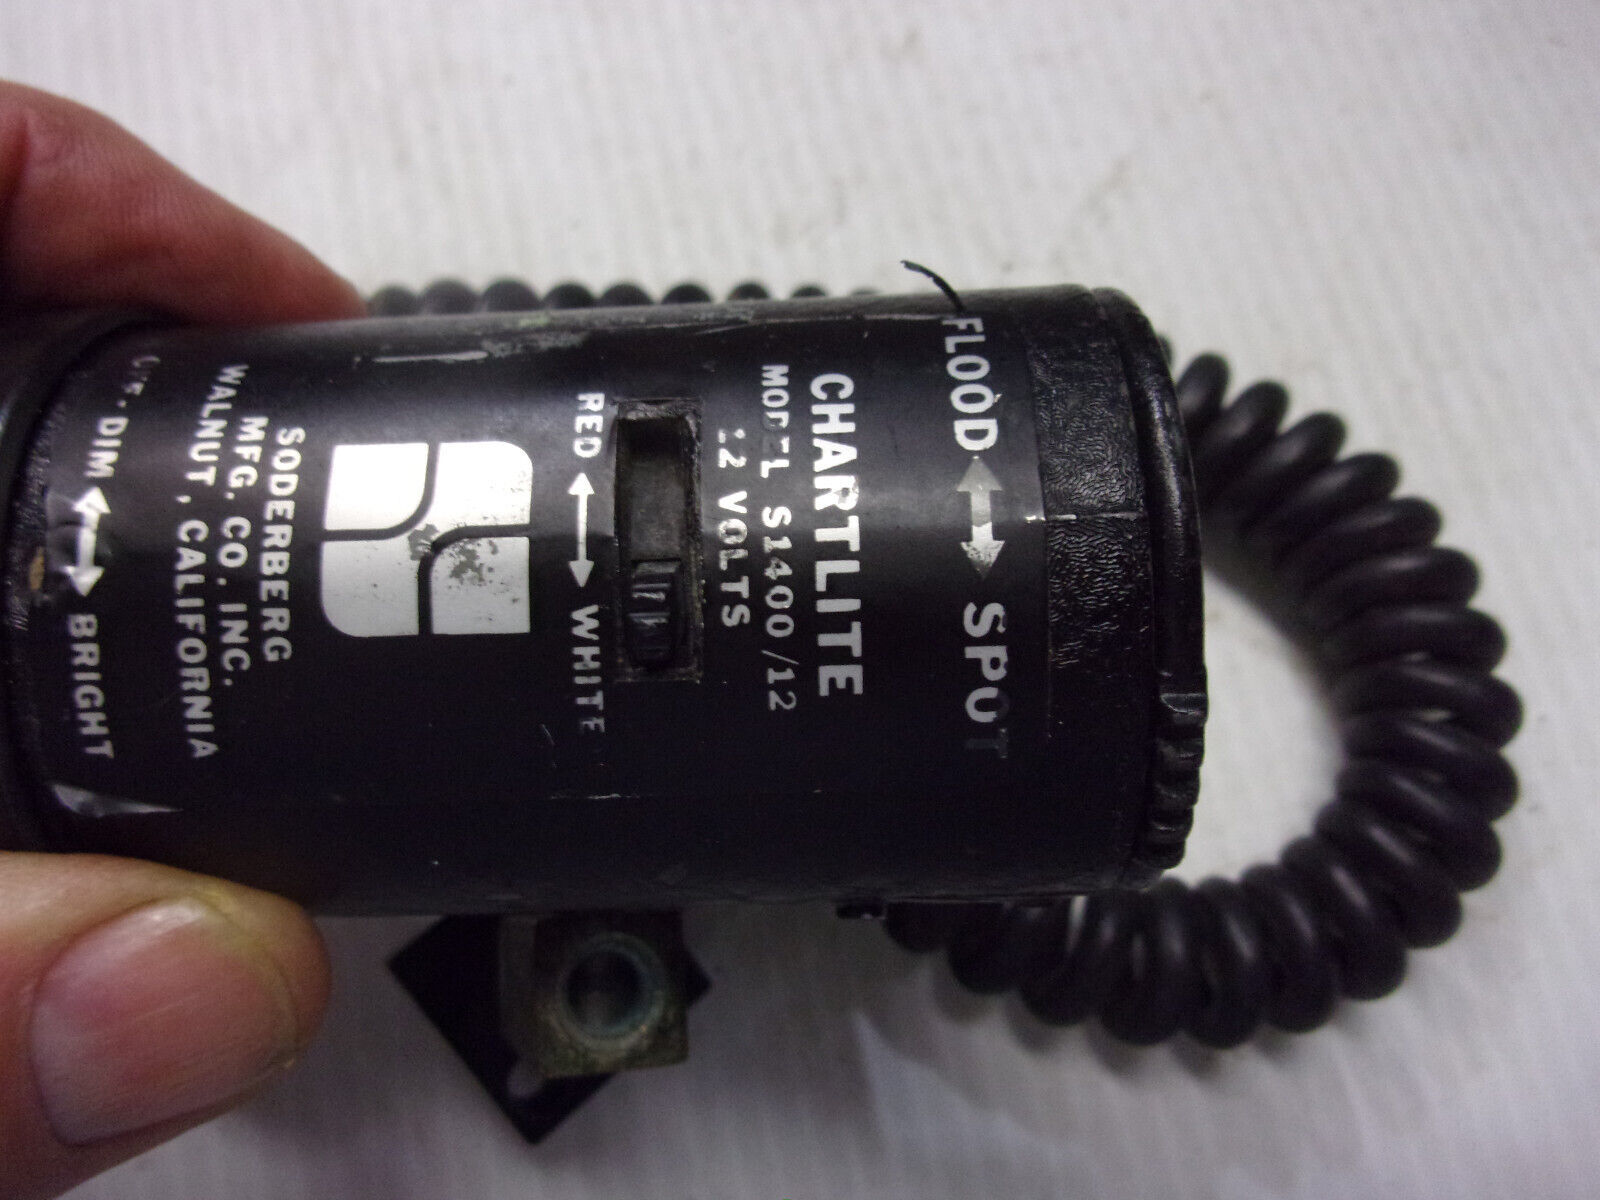 FLOOD SPOT
CHARTLITE
MODEL S1400/12
12 VOLTS
RED WHITE
SODERBERG
MFG. CO. INC.
WALNUT, CALIFORNIA
DIM BRIGHT